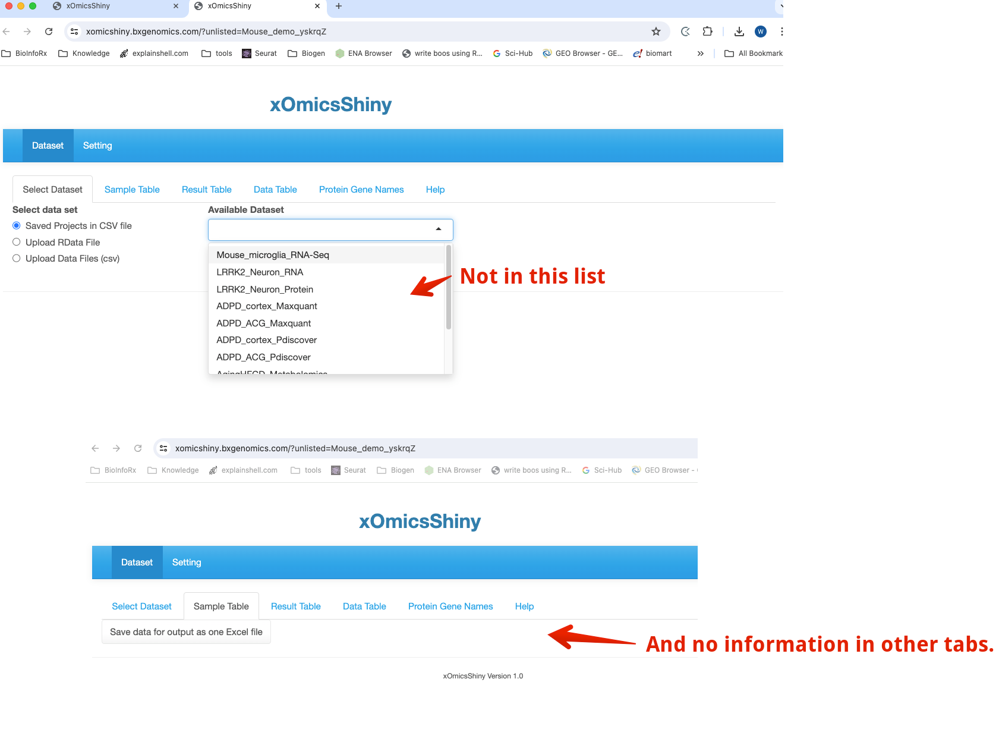 xOmicsShiny
xOmicsShiny
xomicshiny.bxgenomics.com/?unlisted=Mouse_demo_yskrqZ
W
BioInfoRx Knowledge explainshell.com tools Seurat Biogen ENA Browser write boos using R... Sci-Hub GEO Browser - GE... biomart » All Bookmark
xOmicsShiny
Dataset Setting
Select Dataset Sample Table Result Table Data Table Protein Gene Names Help
Select data set Available Dataset
Saved Projects in CSV file
Upload RData File
Upload Data Files (csv)
Mouse_microglia_RNA-Seq
LRRK2_Neuron_RNA
LRRK2_Neuron_Protein
ADPD_cortex_Maxquant
ADPD_ACG_Maxquant
ADPD_cortex_Pdiscover
ADPD_ACG_Pdiscover
AgingHFCD_Metabolomics
Not in this list
xomicshiny.bxgenomics.com/?unlisted=Mouse_demo_yskrqZ
BioInfoRx Knowledge explainshell.com tools Seurat Biogen ENA Browser write boos using R... Sci-Hub GEO Browser -
xOmicsShiny
Dataset Setting
Select Dataset Sample Table Result Table Data Table Protein Gene Names Help
Save data for output as one Excel file
And no information in other tabs.
xOmicsShiny Version 1.0